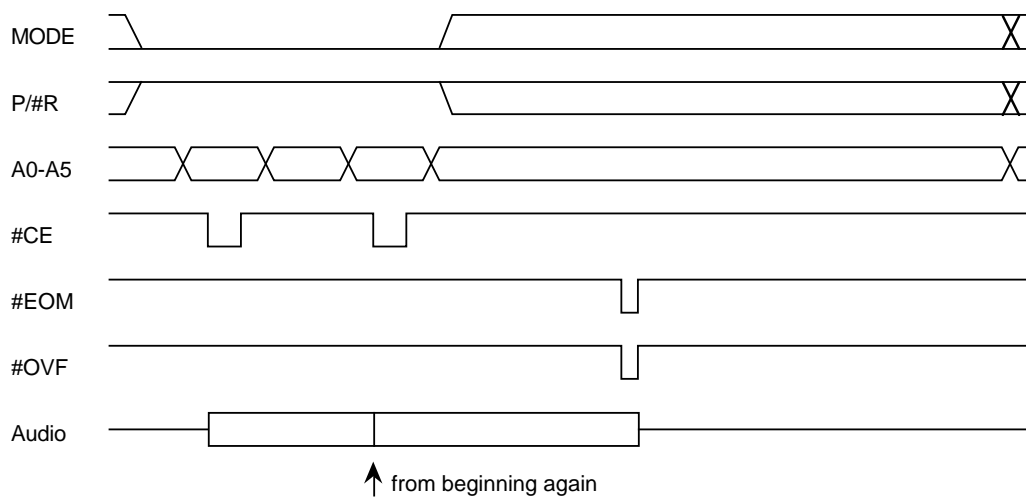 MODE
P/#R
A0-A5
#CE
#EOM
#OVF
Audio
from beginning again